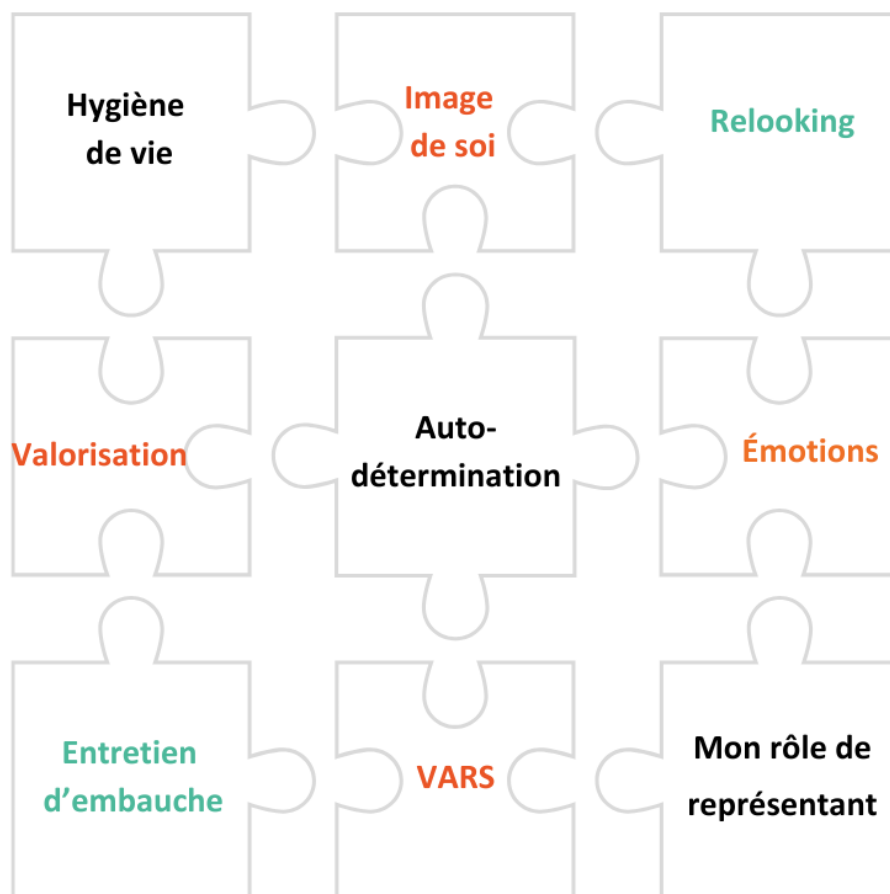 Hygiène
de vie
Image
de soi
Relooking
Valorisation
Auto-
détermination
Émotions
Entretien
d’embauche
VARS
Mon rôle de
représentant